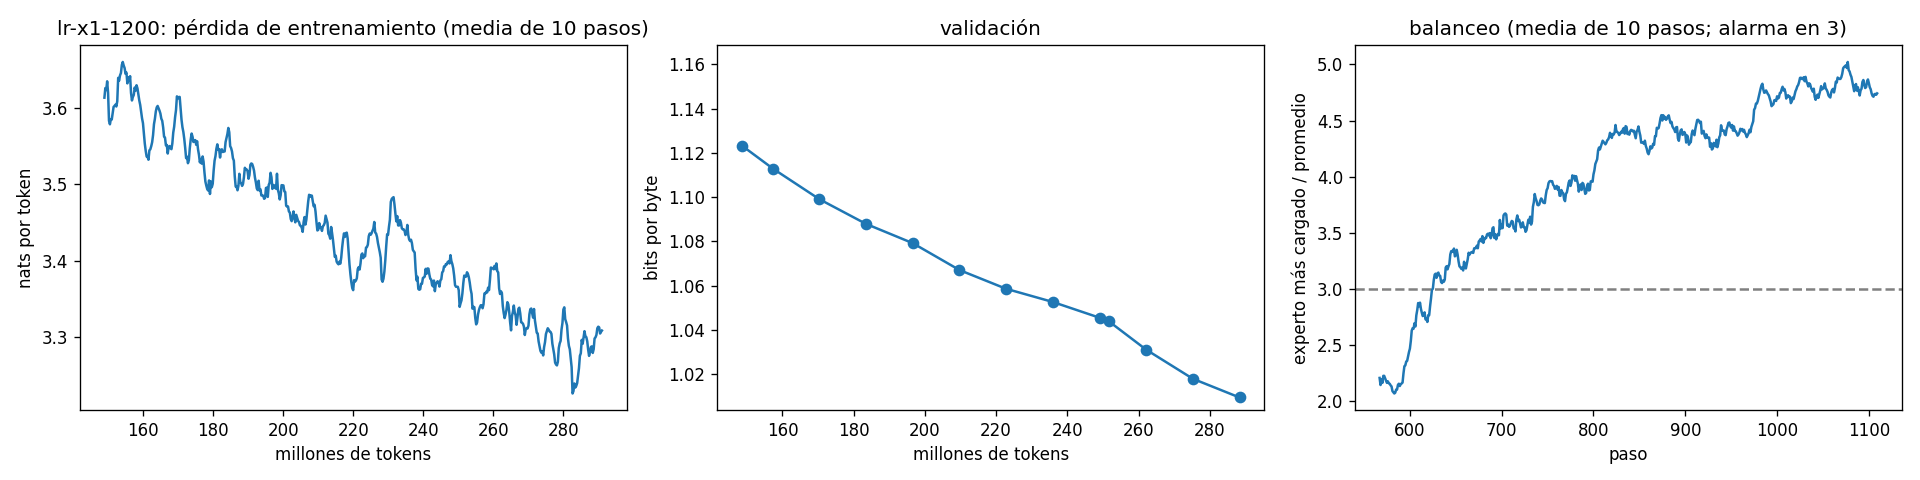 lr-x1-1200: pérdida de entrenamiento (media de 10 pasos)
nats por token
3.6
3.5
3.4
3.3
160 180 200 220 240 260 280
millones de tokens
validación
bits por byte
1.16
1.14
1.12
1.10
1.08
1.06
1.04
1.02
160 180 200 220 240 260 280
millones de tokens
balanceo (media de 10 pasos; alarma en 3)
experto más cargado / promedio
5.0
4.5
4.0
3.5
3.0
2.5
2.0
600 700 800 900 1000 1100
paso